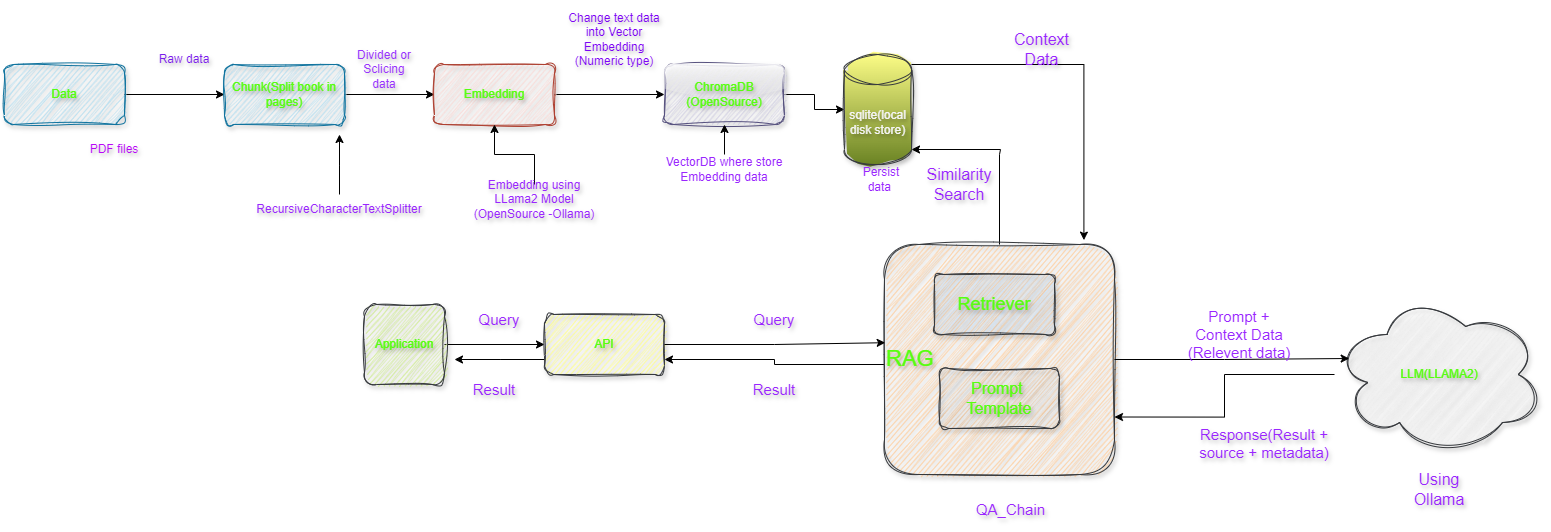 Data
PDF files
Raw data
Chunk(Split book in
pages)
RecursiveCharacterTextSplitter
Divided or
Sclicing
data
Embedding
Embedding using
LLama2 Model
(OpenSource -Ollama)
Change text data
into Vector
Embedding
(Numeric type)
ChromaDB
(OpenSource)
VectorDB where store
Embedding data
sqlite(local
disk store)
Persist
data
Context
Data
Similarity
Search
Application
Query
Result
API
Query
Result
RAG
Retriever
Prompt
Template
QA_Chain
Prompt +
Context Data
(Relevent data)
Response(Result +
source + metadata)
LLM(LLAMA2)
Using
Ollama